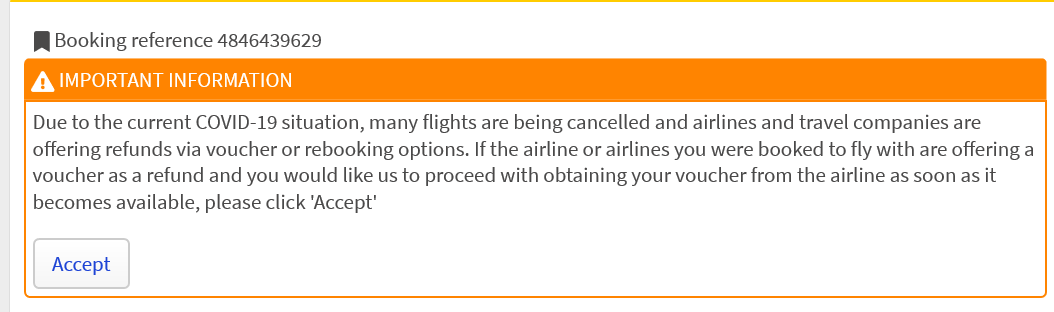 Booking reference 4846439629
IMPORTANT INFORMATION
Due to the current COVID-19 situation, many flights are being cancelled and airlines and travel companies are
offering refunds via voucher or rebooking options. If the airline or airlines you were booked to fly with are offering a
voucher as a refund and you would like us to proceed with obtaining your voucher from the airline as soon as it
becomes available, please click 'Accept'
Accept